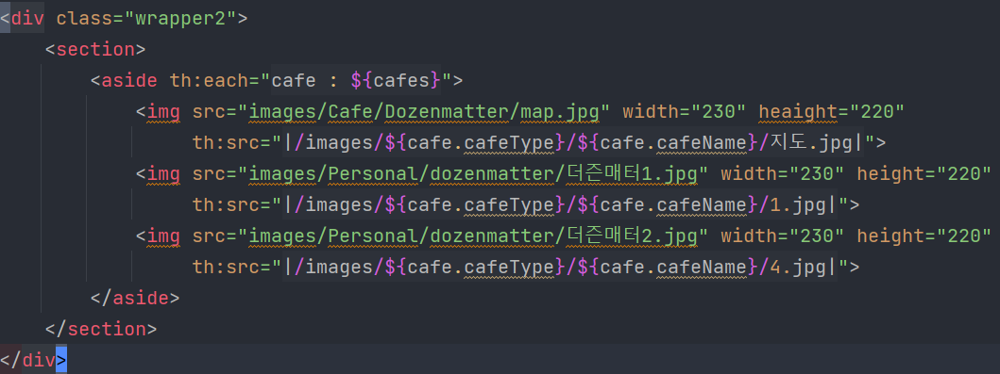 <div class="wrapper2">
<section>
<aside th:each="cafe : ${cafes}">
<img src="images/Cafe/Dozenmatter/map.jpg" width="230" heaight="220"
th:src="|/images/${cafe.cafeType}/${cafe.cafeName}/지도.jpg|">
<img src="images/Personal/dozenmatter/더즌매터1.jpg" width="230" height="220"
th:src="|/images/${cafe.cafeType}/${cafe.cafeName}/1.jpg|">
<img src="images/Personal/dozenmatter/더즌매터2.jpg" width="230" height="220"
th:src="|/images/${cafe.cafeType}/${cafe.cafeName}/4.jpg|">
</aside>
</section>
</div>